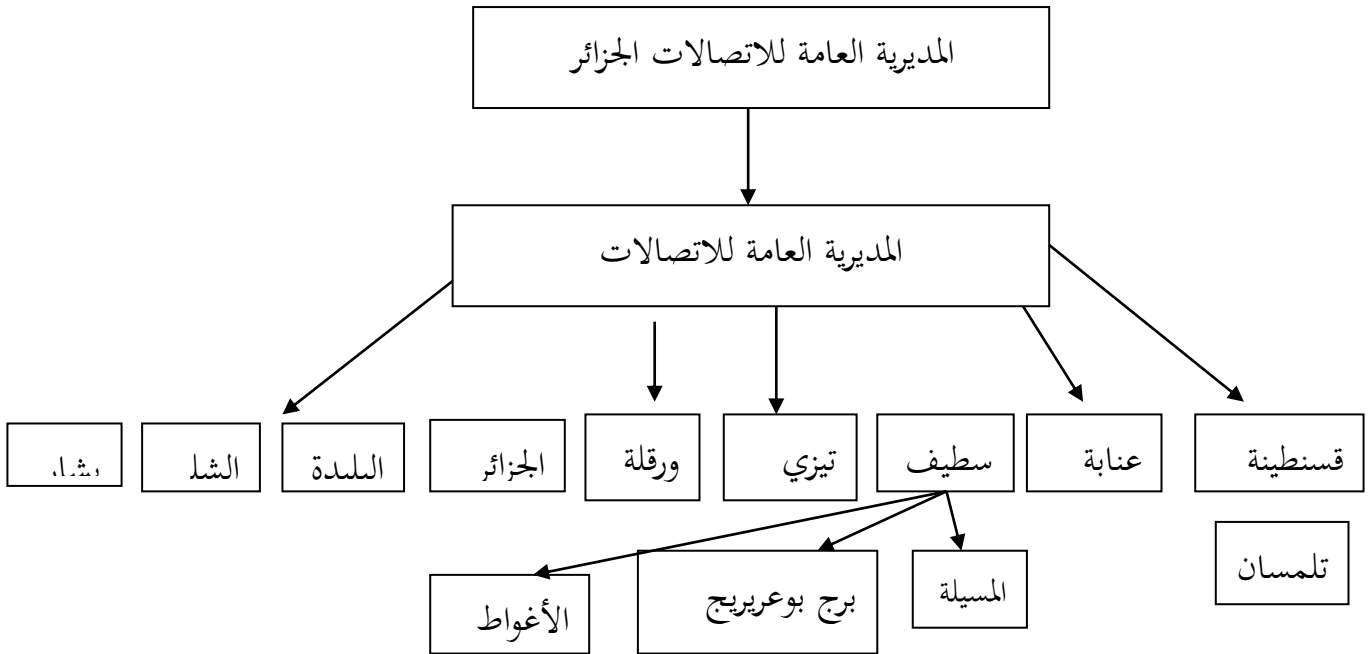 المديرية العامة للاتصالات الجزائر
المديرية العامة للاتصالات
قسنطينة
عنابة
سطيف
تيزي
ورقلة
الجزائر
البليدة
الشل
بشار
تلمسان
المسيلة
برج بوعريريج
الأغواط